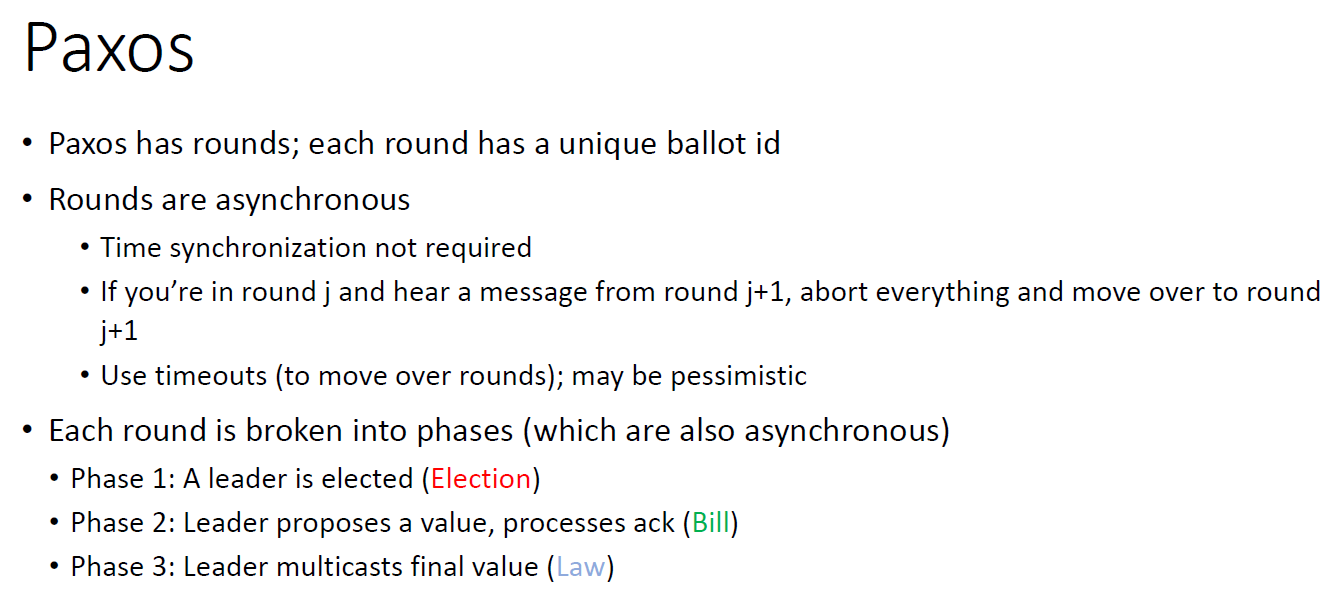 Paxos
• Paxos has rounds; each round has a unique ballot id
• Rounds are asynchronous
• Time synchronization not required
• If you’re in round j and hear a message from round j+1, abort everything and move over to round
j+1
• Use timeouts (to move over rounds); may be pessimistic
• Each round is broken into phases (which are also asynchronous)
• Phase 1: A leader is elected (Election)
• Phase 2: Leader proposes a value, processes ack (Bill)
• Phase 3: Leader multicasts final value (Law)